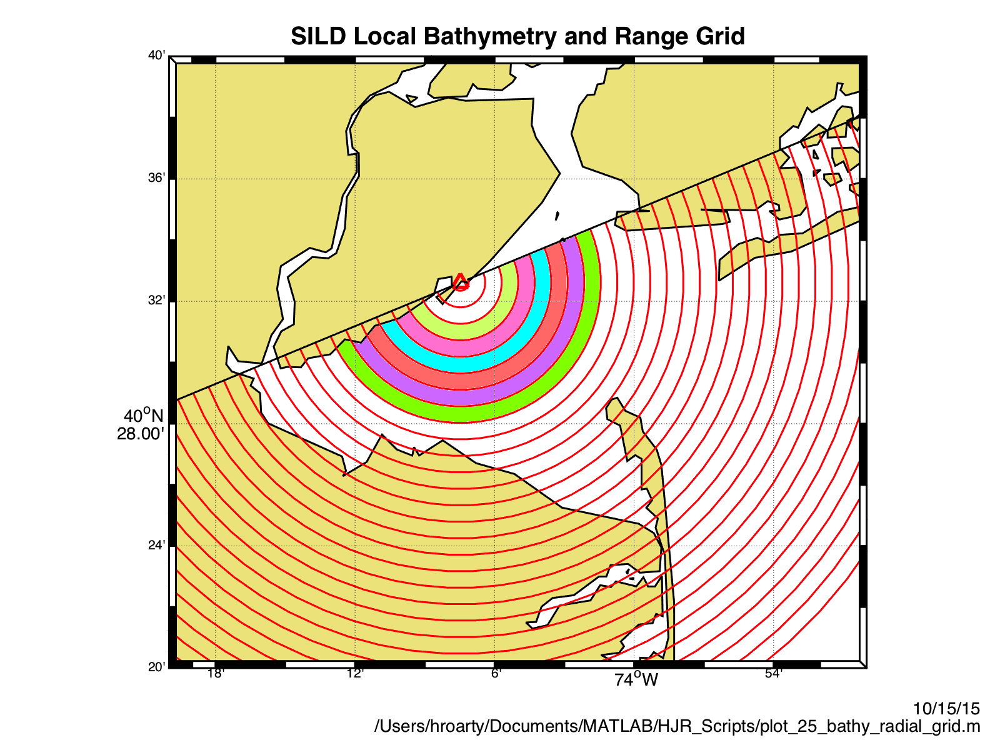 SILD Local Bathymetry and Range Grid
40'
36'
32'
40°N
28.00'
24'
20'
18'
12'
6'
74°W
54'
10/15/15
/Users/hroarty/Documents/MATLAB/HJR_Scripts/plot_25_bathy_radial_grid.m